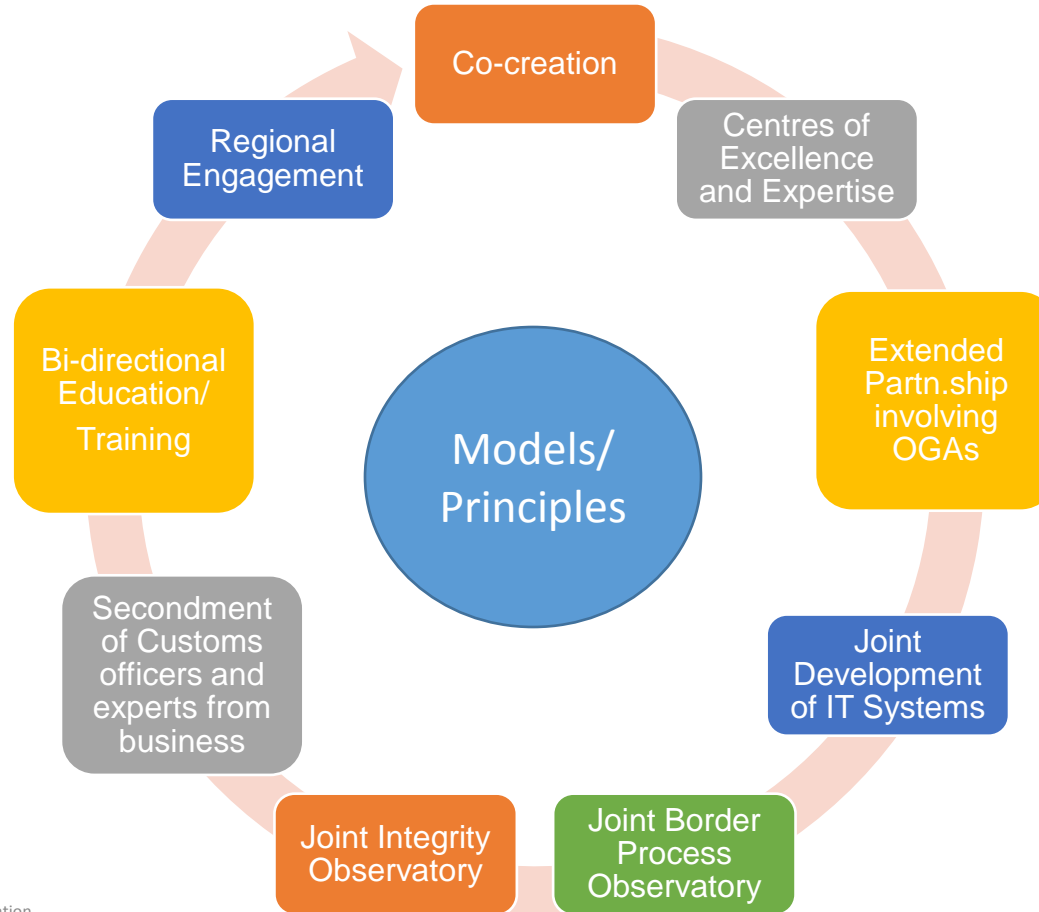 Co-creation
Centres of
Excellence
and Expertise
Extended
Partn.ship
involving
OGAs
Joint
Development
of IT Systems
Joint Border
Process
Observatory
Joint Integrity
Observatory
Secondment
of Customs
officers and
experts from
business
Bi-directional
Education/
Training
Regional
Engagement
Models/
Principles